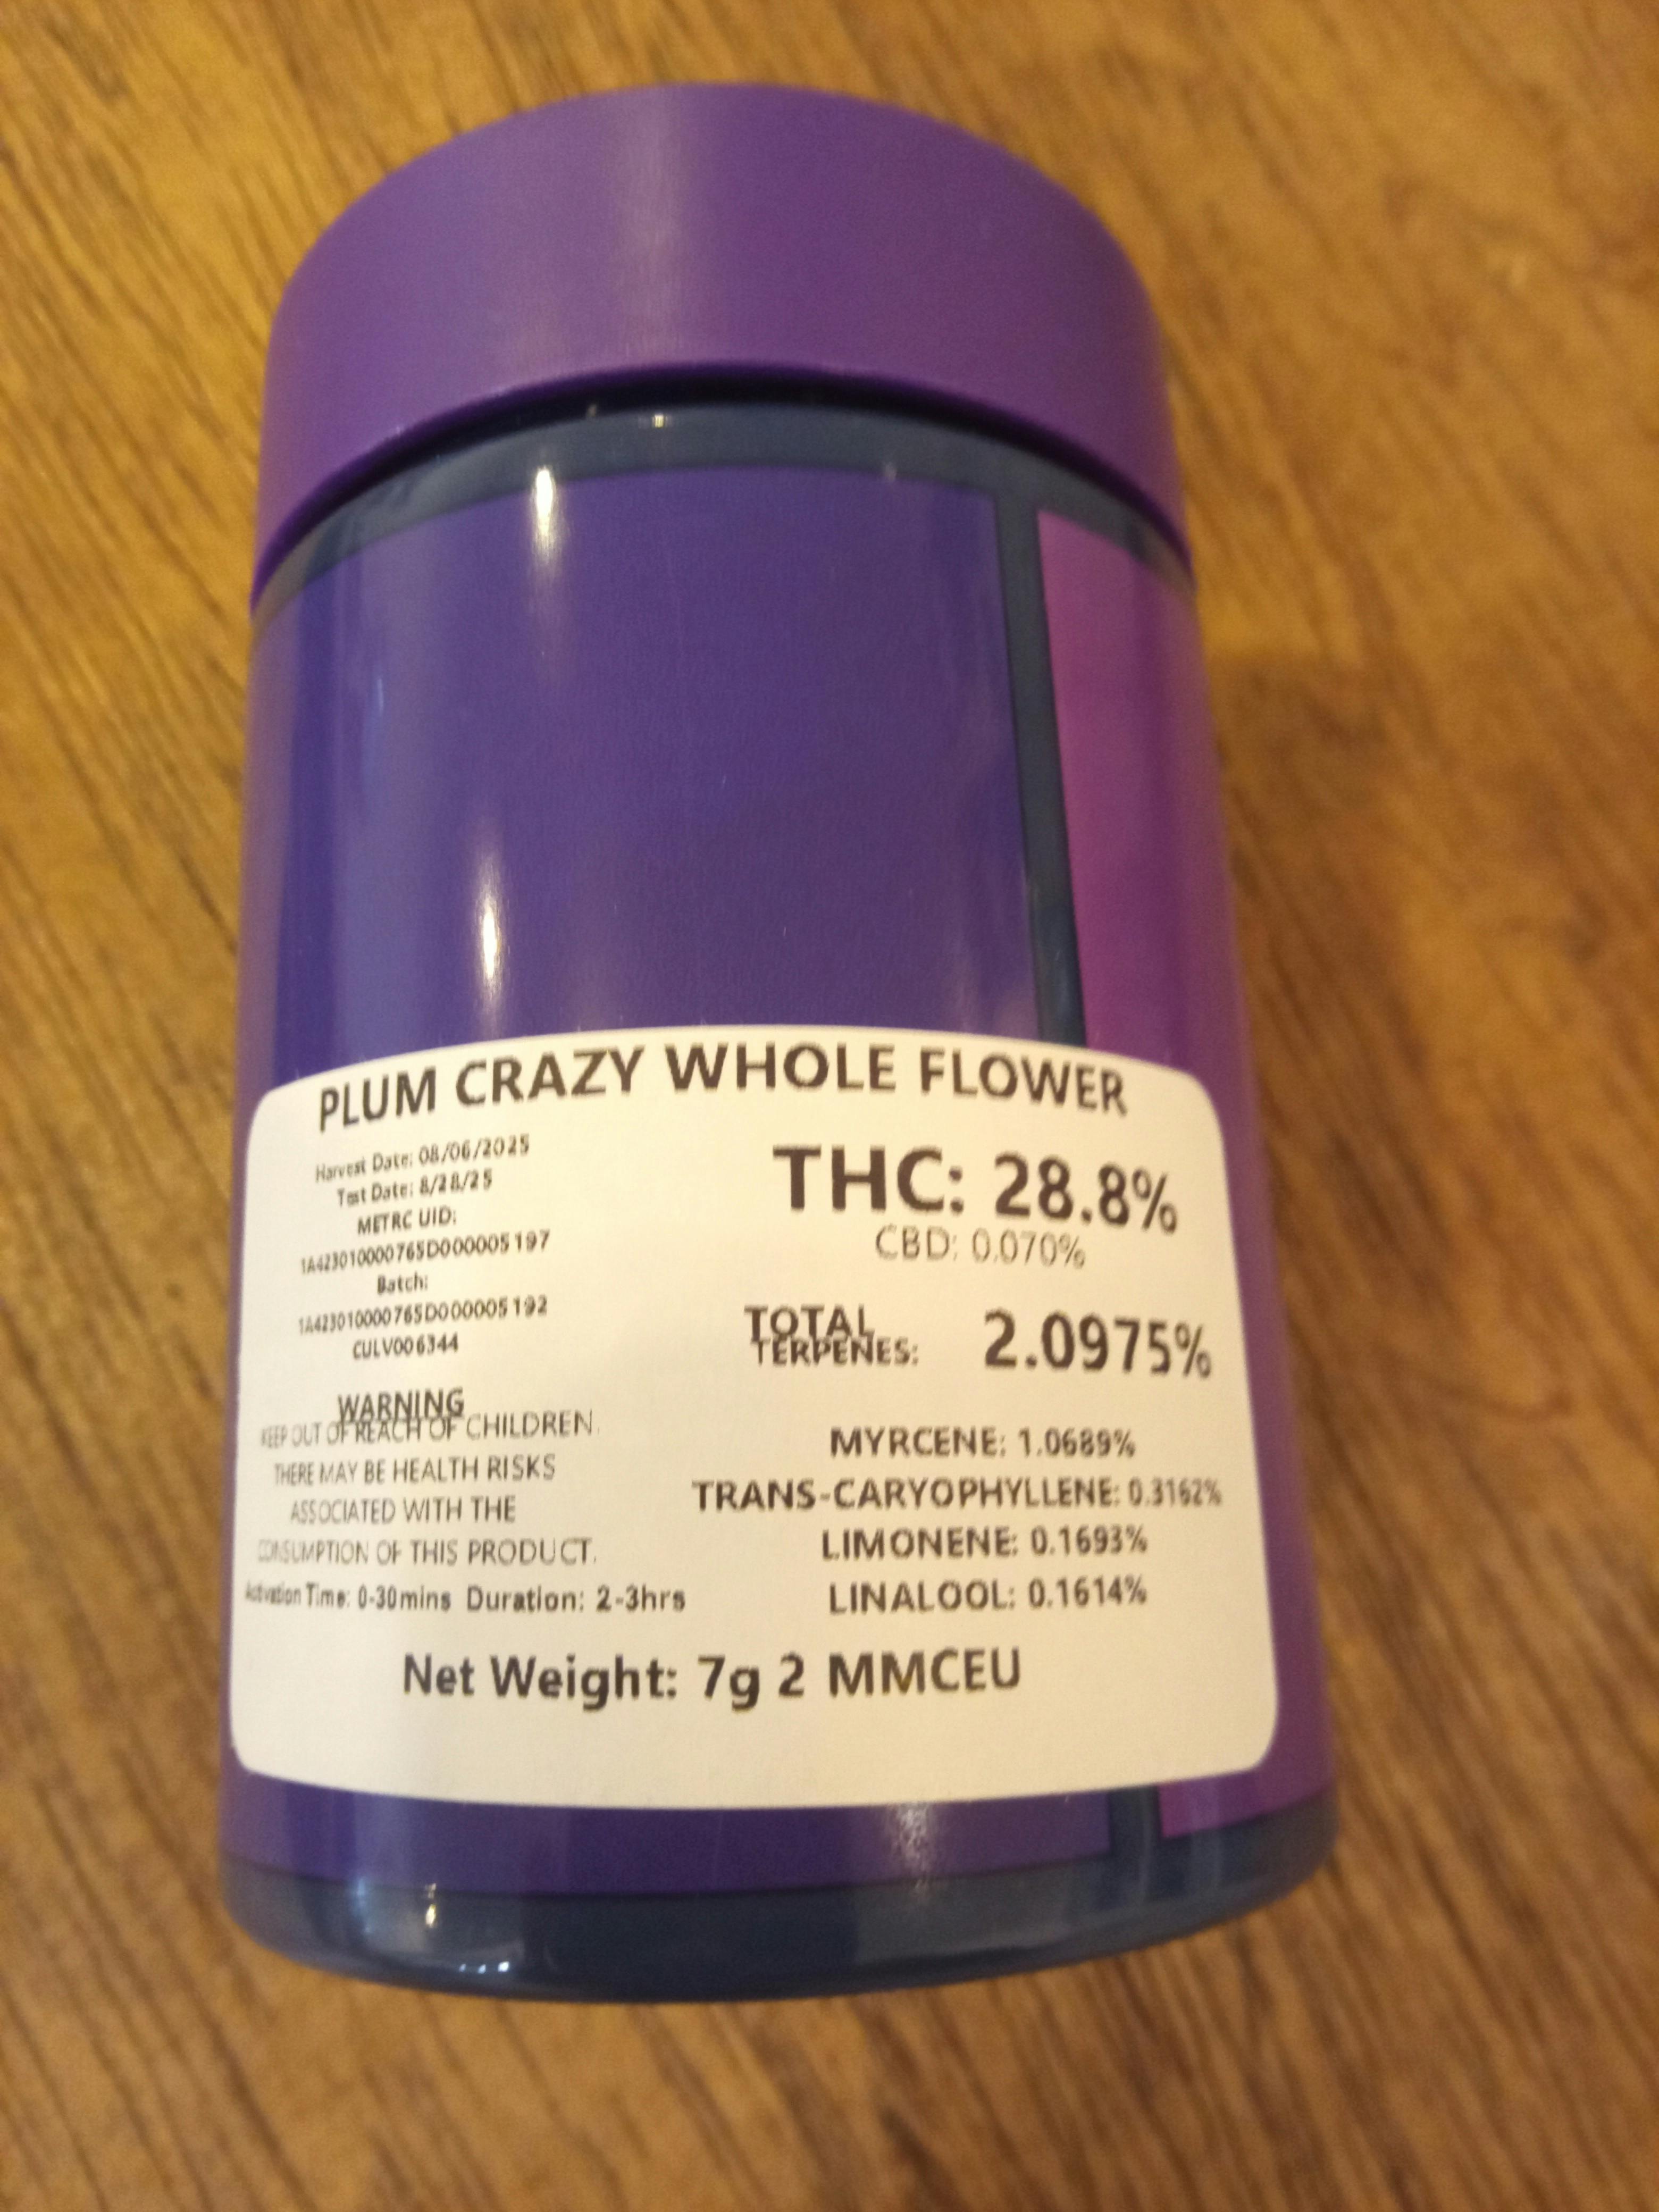 PLUM CRAZY WHOLE FLOWER
Harvest Date: 08/06/2025
Test Date: 8/28/25
METRC UID:
1A423010000765D000005197
Batch:
1A423010000765D000005192
CULV006344
WARNING
KEEP OUT OF REACH OF CHILDREN.
THERE MAY BE HEALTH RISKS
ASSOCIATED WITH THE
CONSUMPTION OF THIS PRODUCT.
Activation Time: 0-30mins Duration: 2-3hrs
THC: 28.8%
CBD: 0.070%
TOTAL
TERPENES: 2.0975%
MYRCENE: 1.0689%
TRANS-CARYOPHYLLENE: 0.3162%
LIMONENE: 0.1693%
LINALOOL: 0.1614%
Net Weight: 7g 2 MMCEU